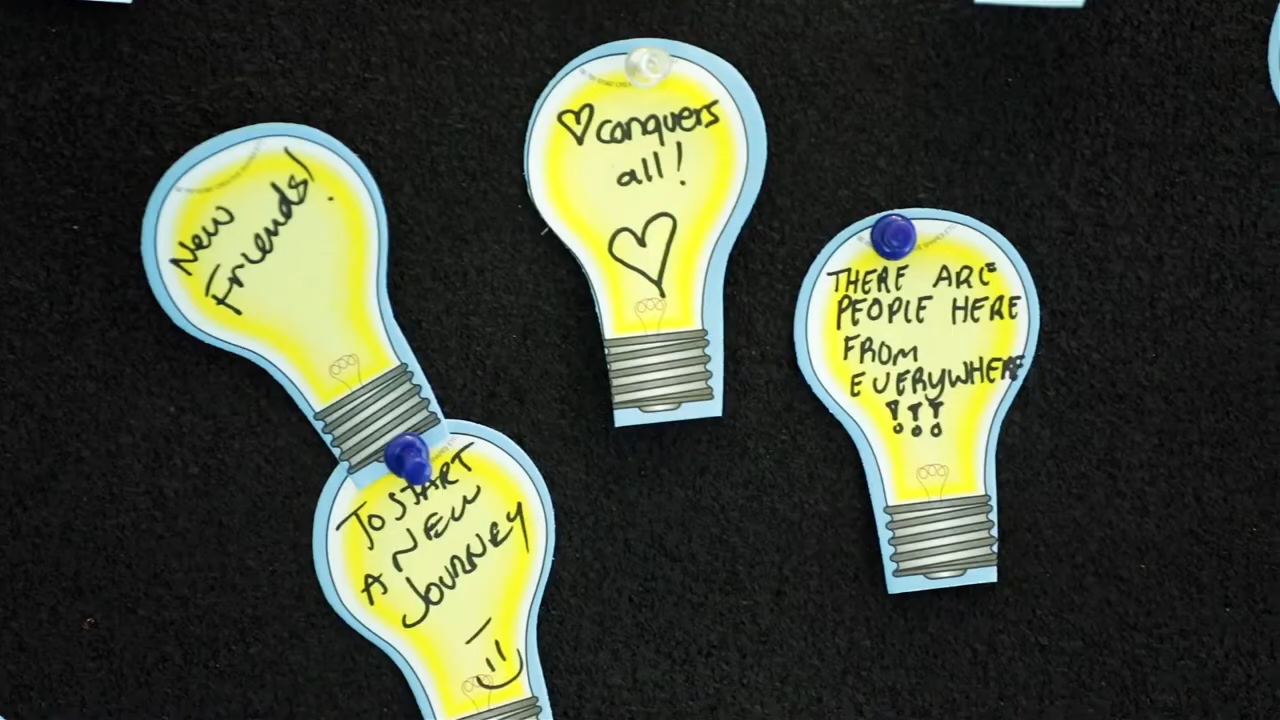 New
Friends!
♡ conquers
all!
THERE ARE
PEOPLE HERE
FROM
EVERYWHERE
!!!
TO START
A NEW
JOURNEY